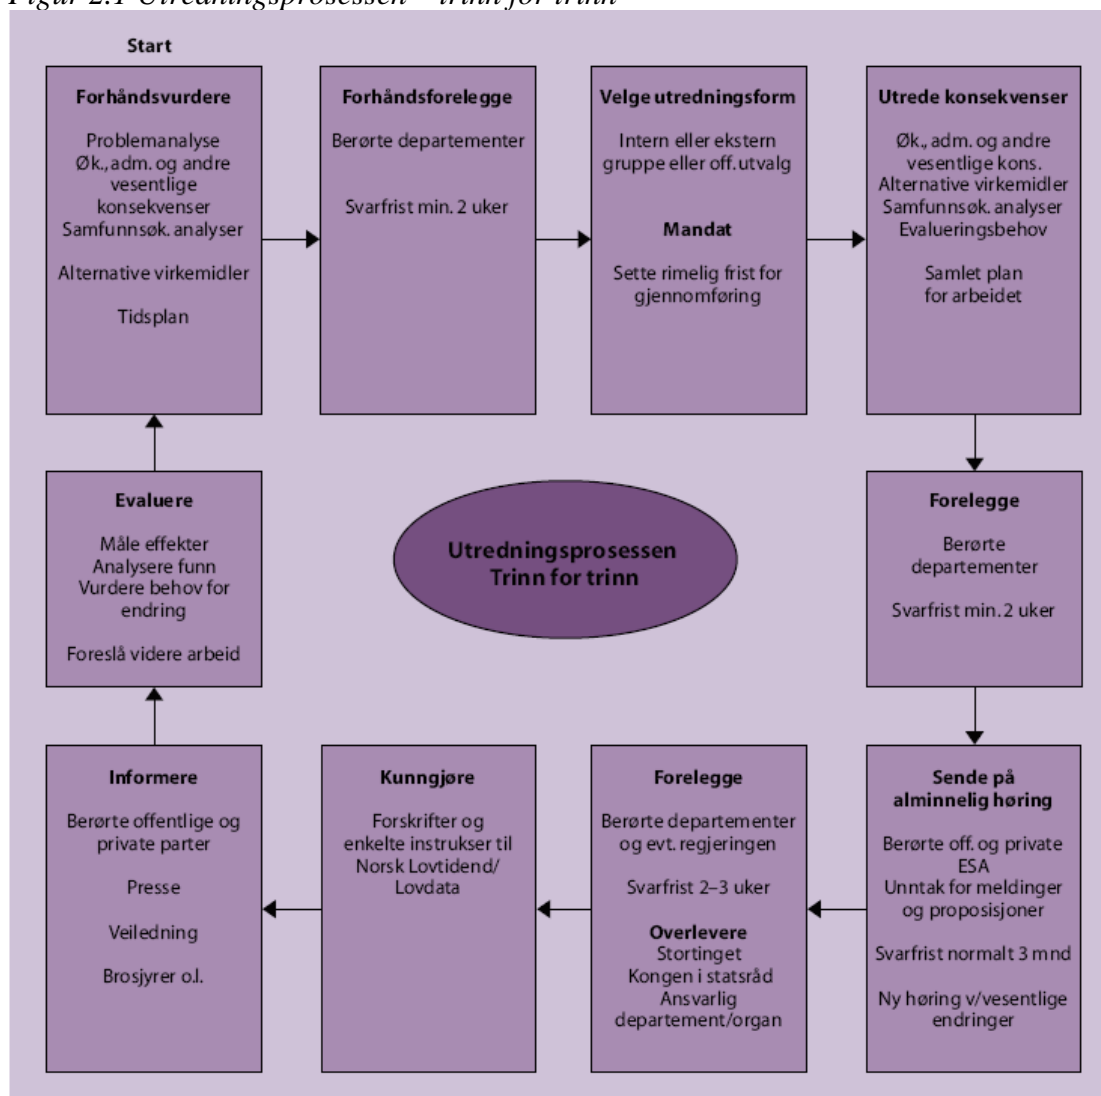 Figur 2.1 Utredningsprosessen – trinn for trinn
Start
Forhåndsvurdere
Problemanalyse
Øk., adm. og andre
vesentlige
konsekvenser
Samfunnsøk. analyser
Alternative virkemidler
Tidsplan
Forhåndsforelegge
Berørte departementer
Svarfrist min. 2 uker
Velge utredningsform
Intern eller ekstern
gruppe eller off. utvalg
Mandat
Sette rimelig frist for
gjennomføring
Utrede konsekvenser
Øk., adm. og andre
vesentlige kons.
Alternative virkemidler
Samfunnsøk. analyser
Evalueringsbehov
Samlet plan
for arbeidet
Forelegge
Berørte
departementer
Svarfrist min. 2 uker
Sende på
alminnelig høring
Berørte off. og private
ESA
Unntak for meldinger
og proposisjoner
Svarfrist normalt 3 mnd
Ny høring v/vesentlige
endringer
Forelegge
Berørte departementer
og evt. regjeringen
Svarfrist 2–3 uker
Overlevere
Stortinget
Kongen i statsråd
Ansvarlig
departement/organ
Kunngjøre
Forskrifter og
enkelte instrukser til
Norsk Lovtidend/
Lovdata
Informere
Berørte offentlige og
private parter
Presse
Veiledning
Brosjyrer o.l.
Evaluere
Måle effekter
Analysere funn
Vurdere behov for
endring
Foreslå videre arbeid
Utredningsprosessen
Trinn for trinn